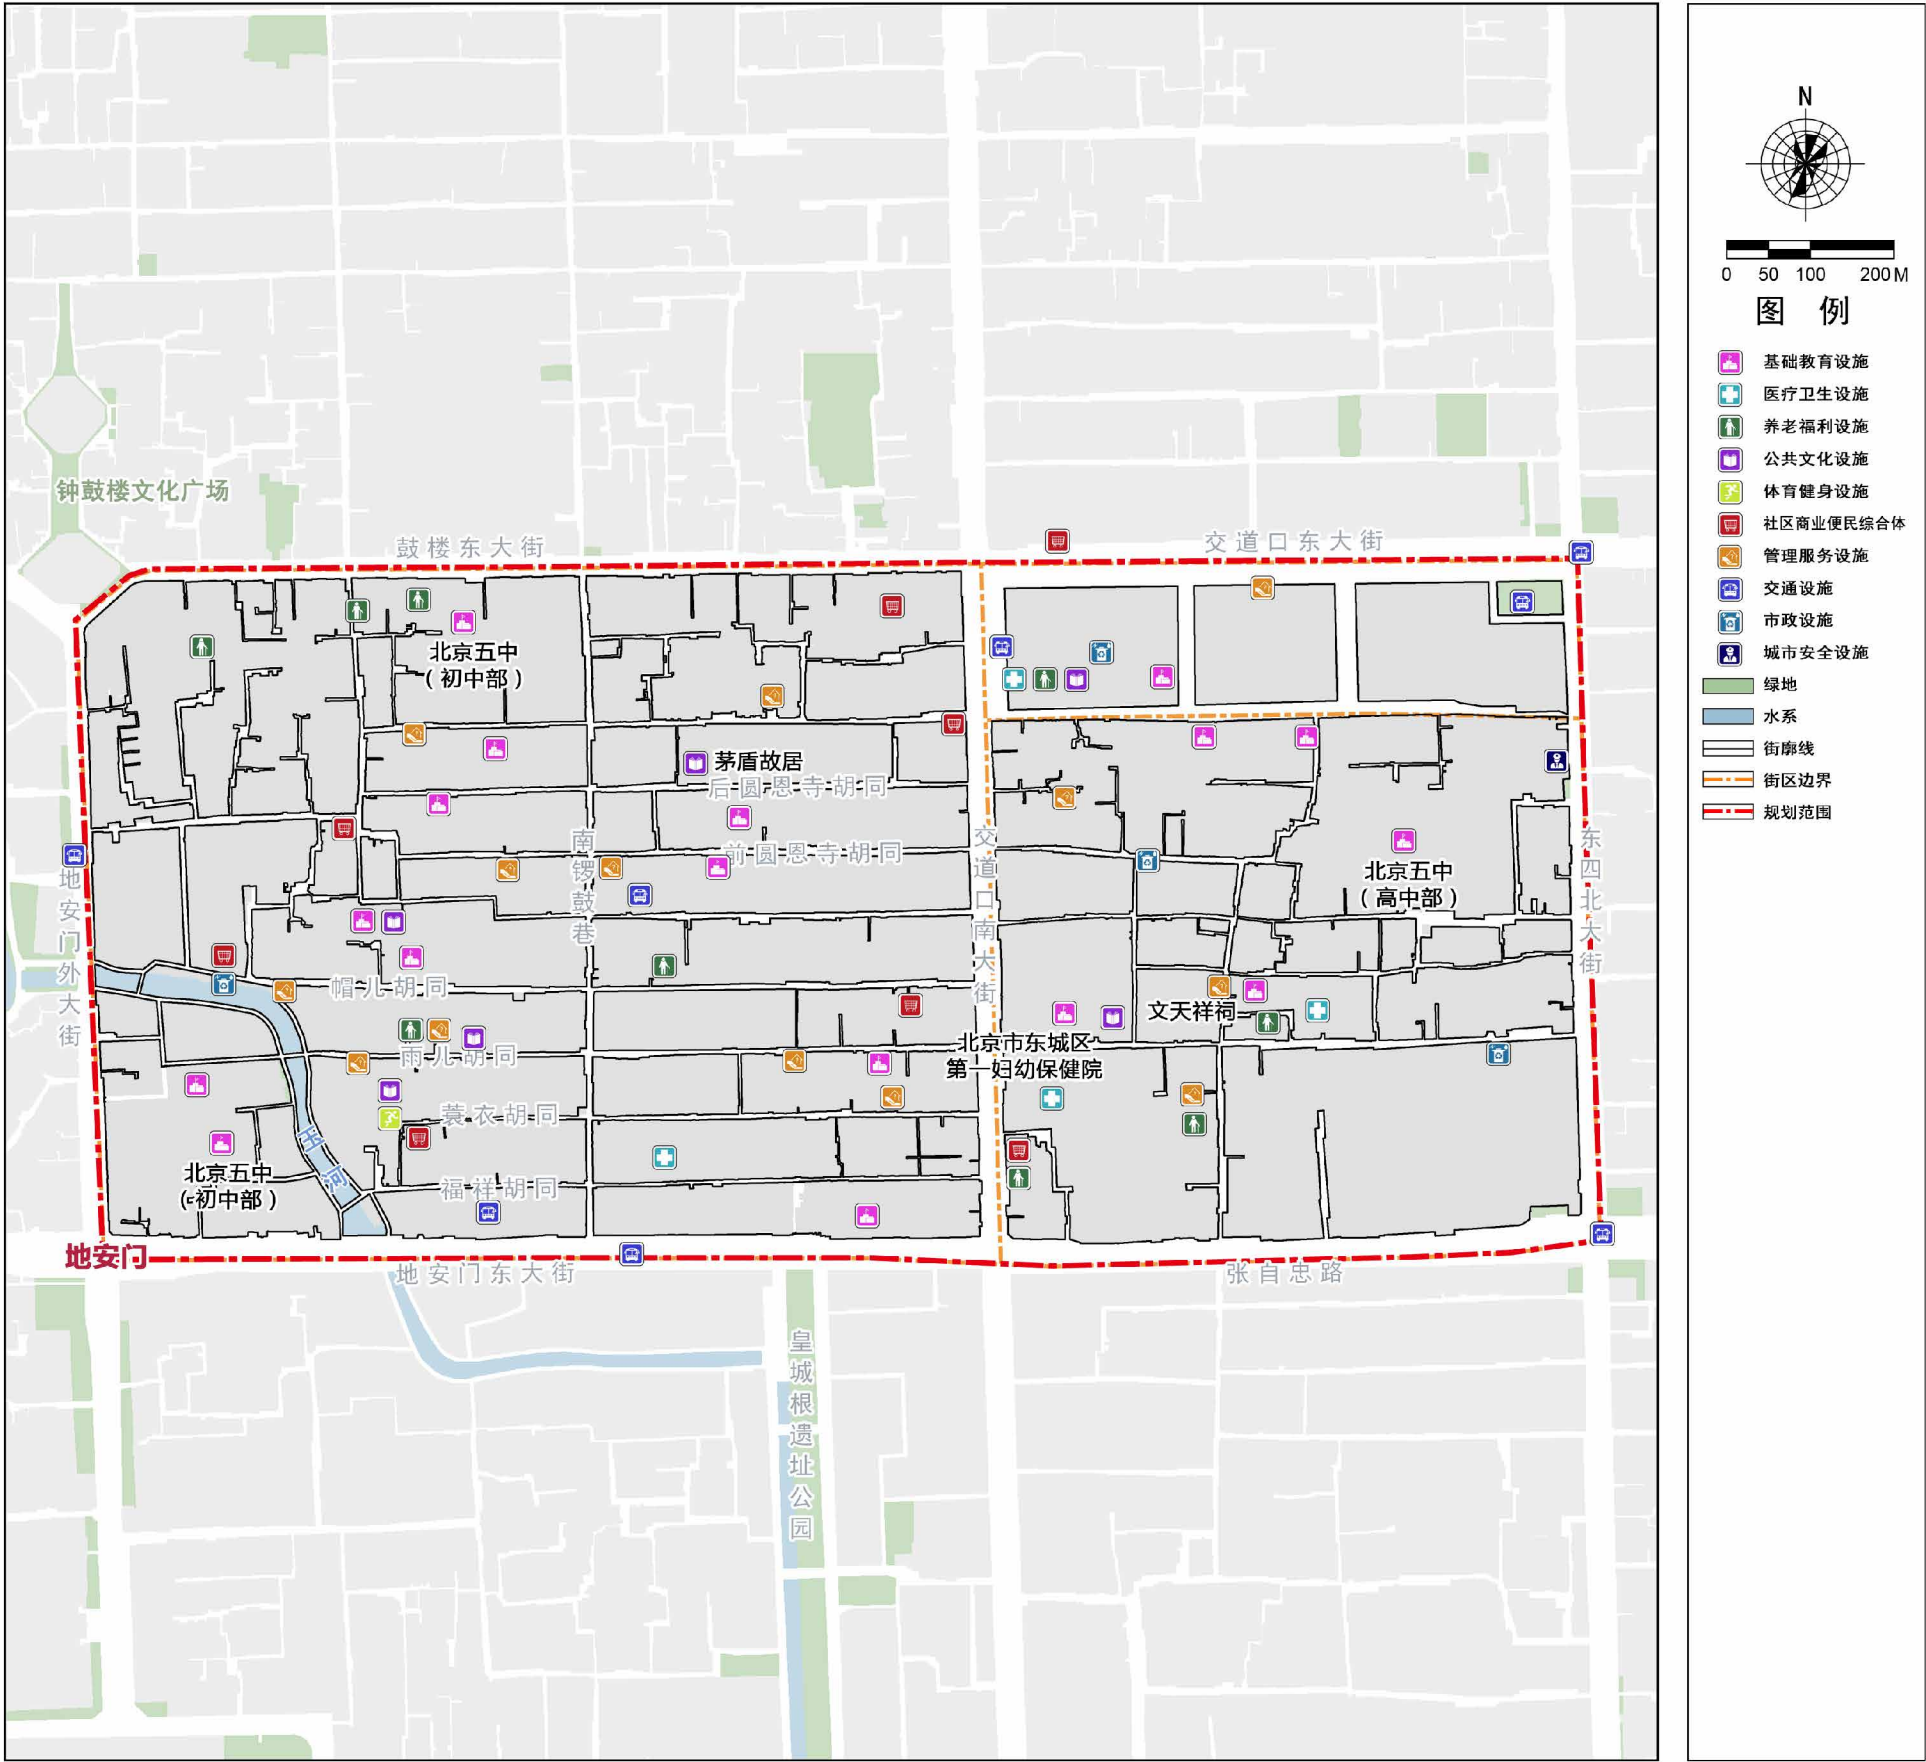 钟鼓楼文化广场
鼓楼东大街
交道口东大街
北京五中
（初中部）
茅盾故居
后圆恩寺胡同
前圆恩寺胡同
南锣鼓巷
交道口南大街
北京五中
（高中部）
东四北大街
地安门外大街
帽儿胡同
文天祥祠
北京市东城区
第一妇幼保健院
雨儿胡同
蓑衣胡同
玉河
北京五中
（初中部）
福祥胡同
地安门
地安门东大街
张自忠路
皇城根遗址公园
N
0 50 100 200M
图 例
基础教育设施
医疗卫生设施
养老福利设施
公共文化设施
体育健身设施
社区商业便民综合体
管理服务设施
交通设施
市政设施
城市安全设施
绿地
水系
街廓线
街区边界
规划范围